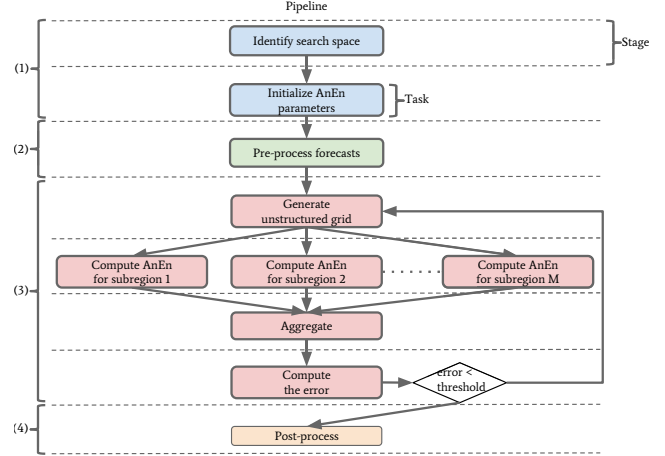 Pipeline
Identify search space
Stage
(1)
Initialize AnEn
parameters
Task
(2)
Pre-process forecasts
Generate
unstructured grid
Compute AnEn
for subregion 1
Compute AnEn
for subregion 2
Compute AnEn
for subregion M
(3)
Aggregate
Compute
the error
error <
threshold
(4)
Post-process